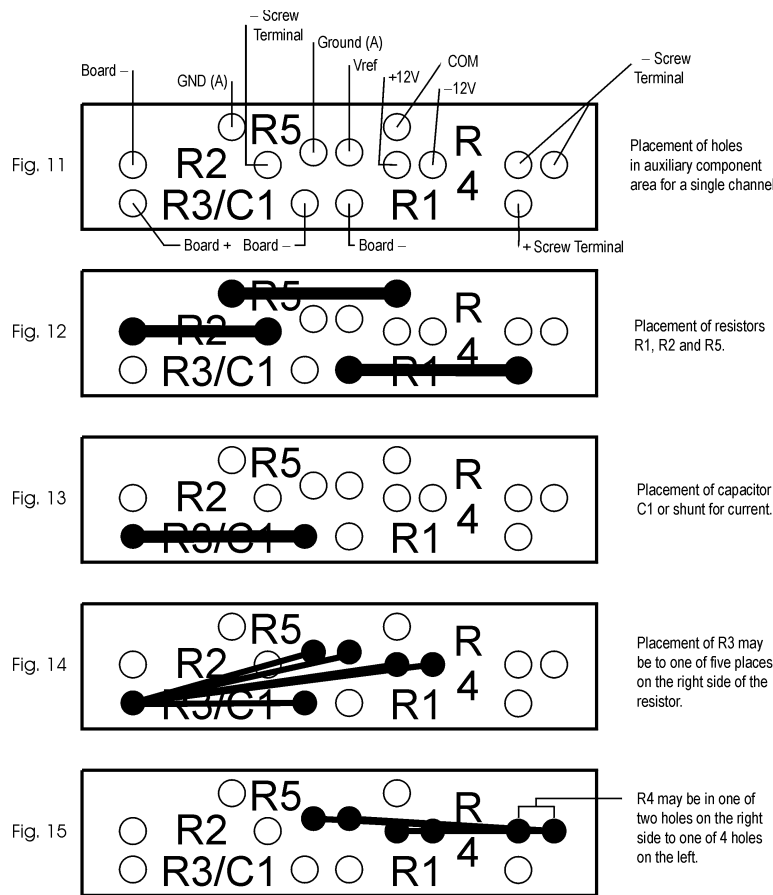 – Screw
Terminal
Ground (A)
Vref
COM
– Screw
Terminal
Board –
GND (A)
+12V
–12V
Fig. 11
R5
R2
R3/C1
R1
R
4
Placement of holes
in auxiliary component
area for a single channel
Board +
Board –
Board –
+ Screw Terminal
Fig. 12
R5
R2
R3/C1
R1
R
4
Placement of resistors
R1, R2 and R5.
Fig. 13
R5
R2
R3/C1
R1
R
4
Placement of capacitor
C1 or shunt for current.
Fig. 14
R5
R2
R3/C1
R1
R
4
Placement of R3 may
be to one of five places
on the right side of the
resistor.
Fig. 15
R5
R2
R3/C1
R1
R
4
R4 may be in one of
two holes on the right
side to one of 4 holes
on the left.